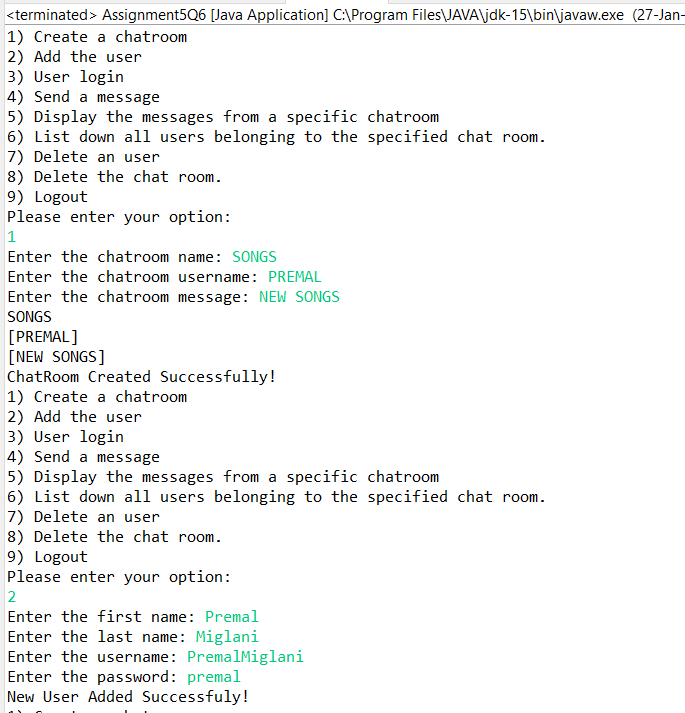 <terminated> Assignment5Q6 [Java Application] C:\Program Files\JAVA\jdk-15\bin\javaw.exe (27-Jan-
1) Create a chatroom
2) Add the user
3) User login
4) Send a message
5) Display the messages from a specific chatroom
6) List down all users belonging to the specified chat room.
7) Delete an user
8) Delete the chat room.
9) Logout
Please enter your option:
1
Enter the chatroom name: SONGS
Enter the chatroom username: PREMAL
Enter the chatroom message: NEW SONGS
SONGS
[PREMAL]
[NEW SONGS]
ChatRoom Created Successfully!
1) Create a chatroom
2) Add the user
3) User login
4) Send a message
5) Display the messages from a specific chatroom
6) List down all users belonging to the specified chat room.
7) Delete an user
8) Delete the chat room.
9) Logout
Please enter your option:
2
Enter the first name: Premal
Enter the last name: Miglani
Enter the username: PremalMiglani
Enter the password: premal
New User Added Successfuly!